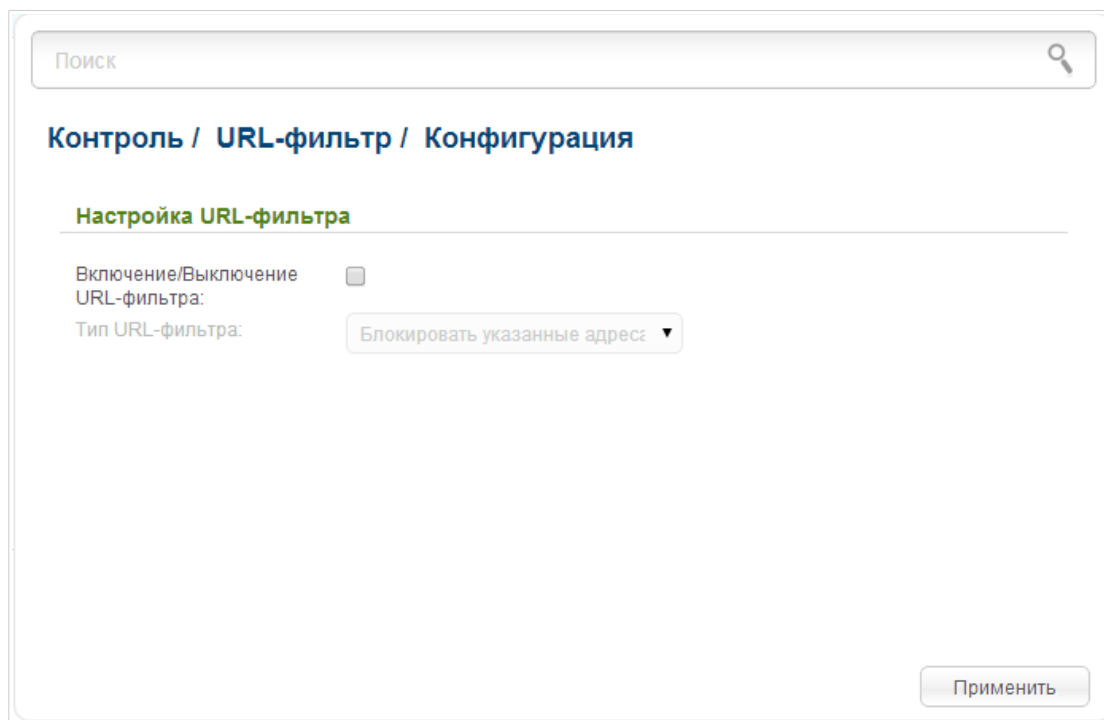 Поиск
Контроль / URL-фильтр / Конфигурация
Настройка URL-фильтра
Включение/Выключение
URL-фильтра:
Тип URL-фильтра:
Блокировать указанные адреса
Применить